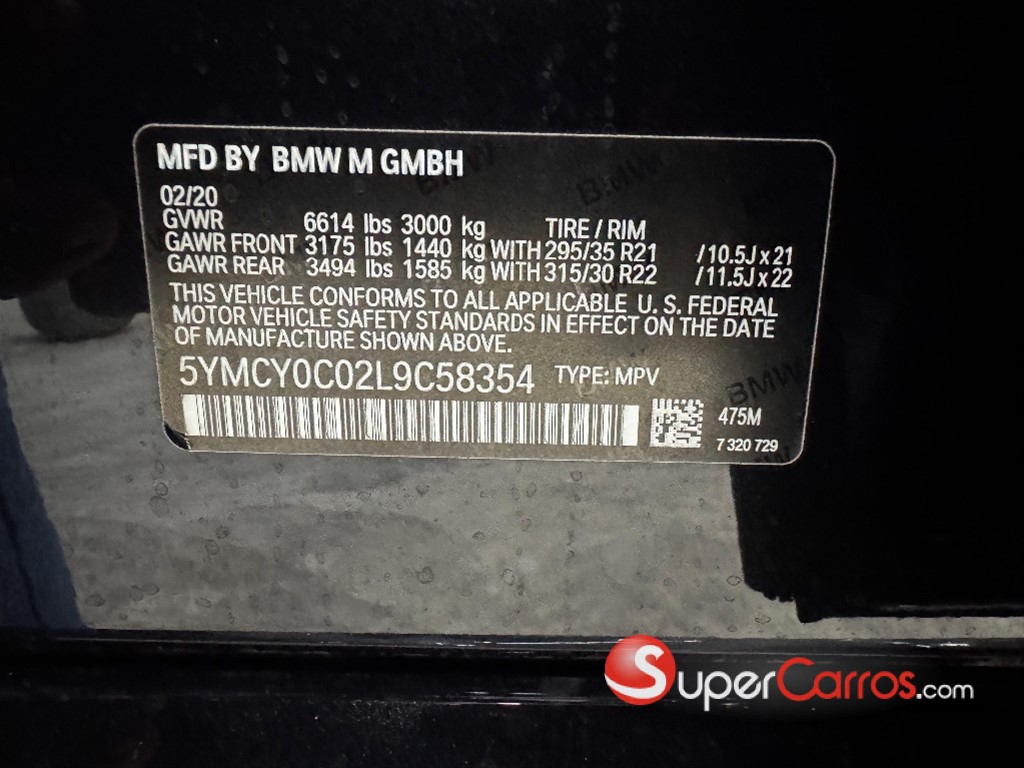 MFD BY BMW M GMBH
02/20
GVWR 6614 lbs 3000 kg TIRE / RIM
GAWR FRONT 3175 lbs 1440 kg WITH 295/35 R21 /10.5J x 21
GAWR REAR 3494 lbs 1585 kg WITH 315/30 R22 /11.5J x 22
THIS VEHICLE CONFORMS TO ALL APPLICABLE U. S. FEDERAL
MOTOR VEHICLE SAFETY STANDARDS IN EFFECT ON THE DATE
OF MANUFACTURE SHOWN ABOVE.
5YMCY0C02L9C58354 TYPE: MPV
475M
7 320 729
BMW
BMW
BMW
SuperCarros.com